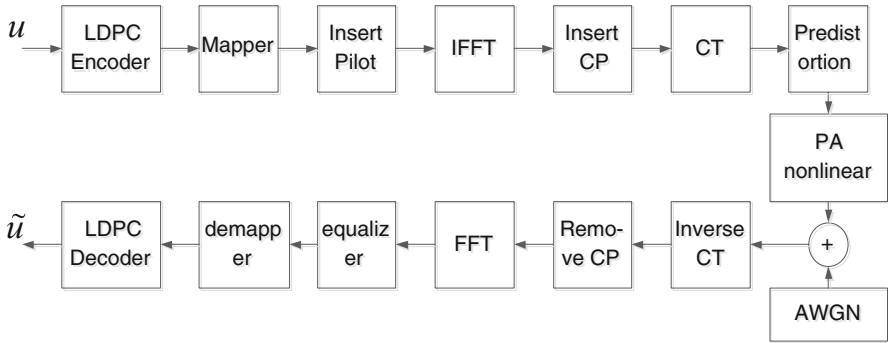 u
LDPC
Encoder
Mapper
Insert
Pilot
IFFT
Insert
CP
CT
Predist
ortion
PA
nonlinear
ũ
LDPC
Decoder
demapp
er
equaliz
er
FFT
Remo-
ve CP
Inverse
CT
+
AWGN